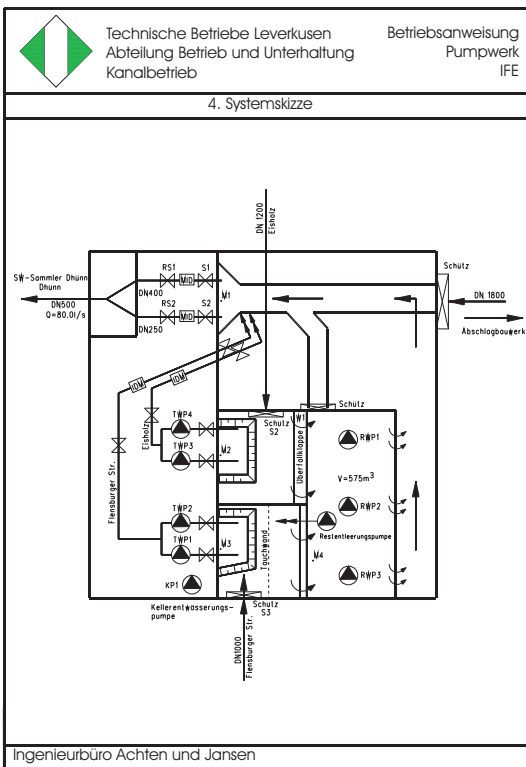 Technische Betriebe Leverkusen
Abteilung Betrieb und Unterhaltung
Kanalbetrieb
Betriebsanweisung
Pumpwerk
IFE
4. Systemskizze
DN 1200
Eisholz
SW-Sammler Dhünn
Dhunn
DN500
Q=80.0l/s
RS1
MID
S1
DN400
RS2
MID
S2
DN250
M1
Schütz
DN 1800
Abschlagbauwerk
IDM
IDM
Flensburger Str.
Eisholz
TWP4
TWP3
M2
Schütz
S2
W1
Überfallklappe
Schütz
RWP1
V=575m³
RWP2
Restentleerungspumpe
RWP3
TWP2
TWP1
M3
Tauchwand
M4
KP1
Kellerentwasserungs-
pumpe
Schütz
S3
DN1000
Flensburger Str.
Ingenieurbüro Achten und Jansen